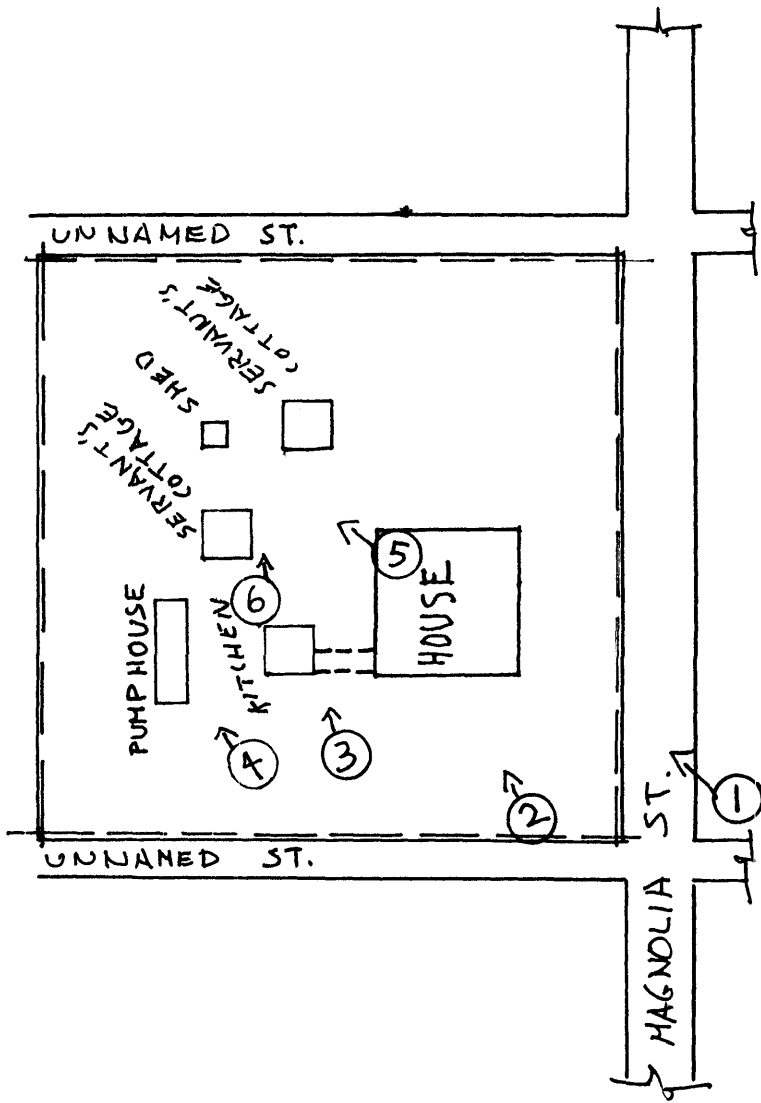 UNNAMED ST.
SERVANT'S
COTTAIGE
SHED
SERVANT'S
COTTAGE
5
HOUSE
6
KITCHEN
PUMP HOUSE
4
3
2
1
UNNAMED ST.
MAGNOLIA ST.